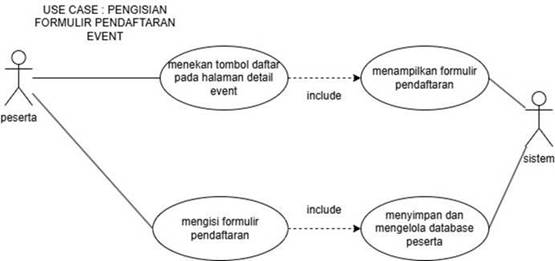 USE CASE : PENGISIAN
FORMULIR PENDAFTARAN
EVENT
menekan tombol daftar
pada halaman detail
event
include
menampilkan formulir
pendaftaran
peserta
sistem
mengisi formulir
pendaftaran
include
menyimpan dan
mengelola database
peserta